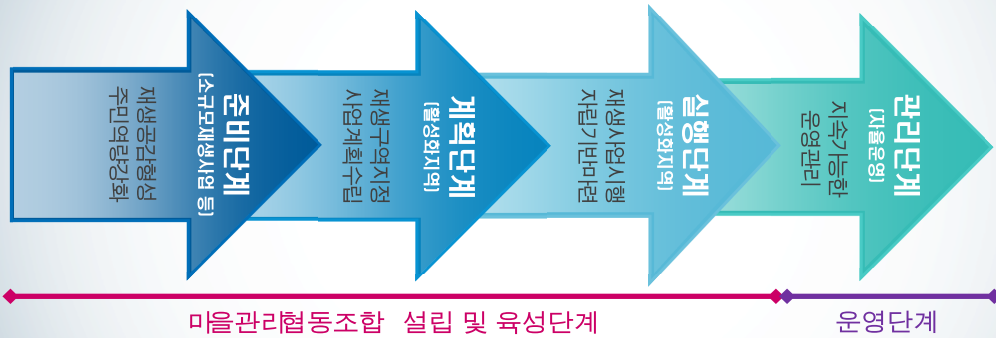 준비단계
(소규모재생사업 등)
재생공감형성
주민역량강화
계획단계
(활성화지역)
재생구역지정
사업계획수립
실행단계
(활성화지역)
재생사업시행
자립기반마련
관리단계
(자율운영)
지속가능한
운영관리
마을관리협동조합 설립 및 육성단계
운영단계